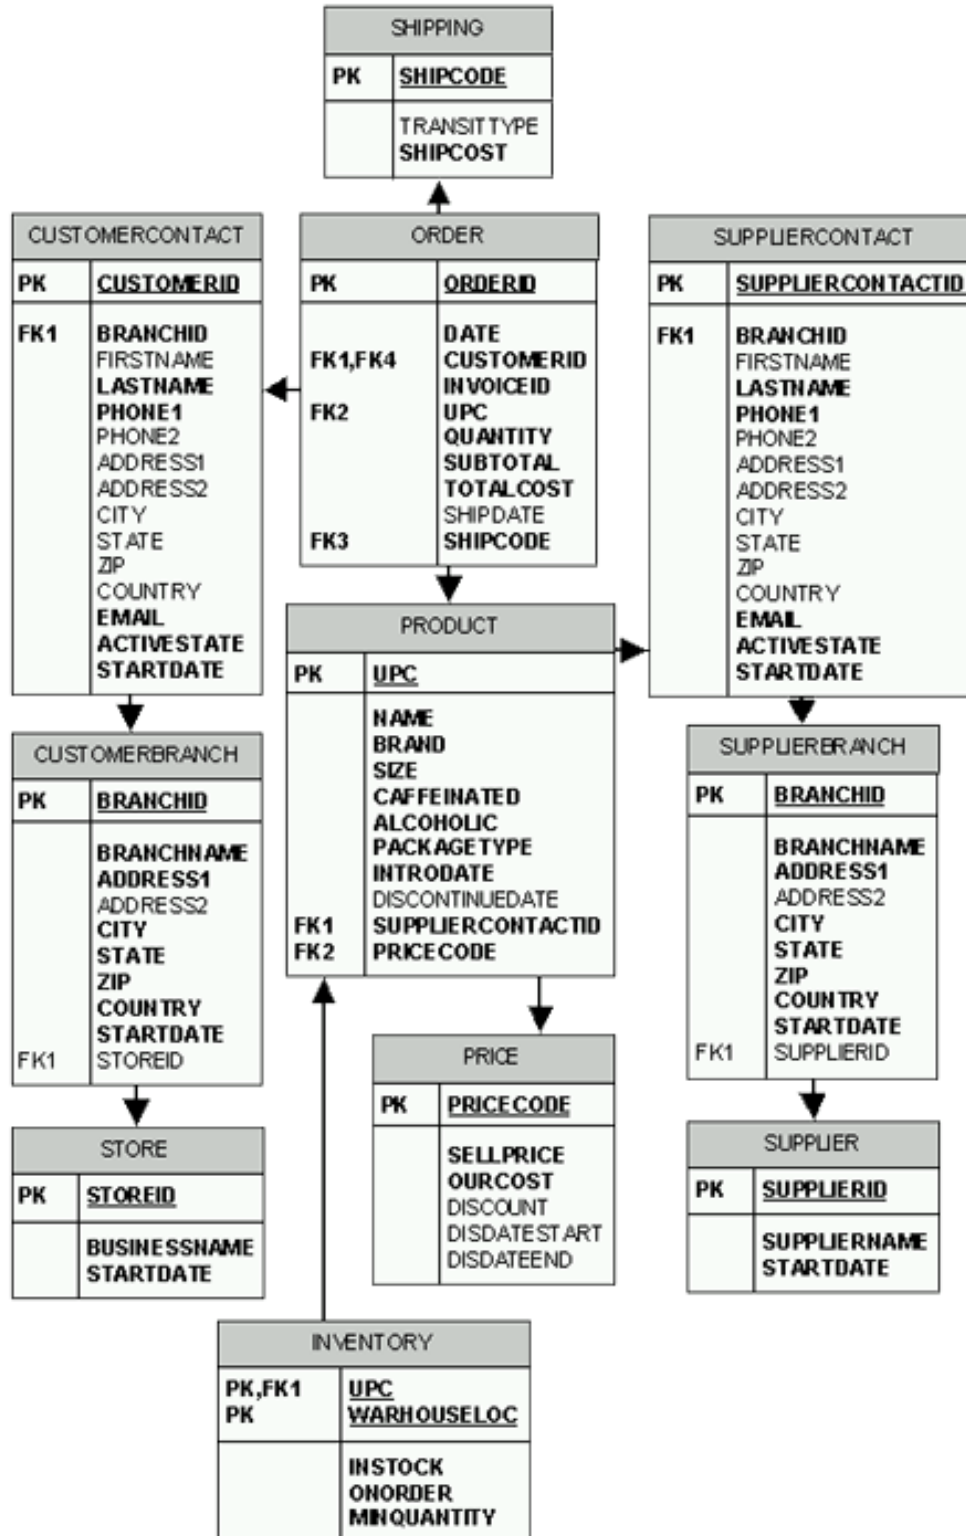 SHIPPING
PK SHIPCODE
TRANSITTYPE
SHIPCOST
CUSTOMERCONTACT
PK CUSTOMERID
FK1 BRANCHID
FIRSTNAME
LASTNAME
PHONE1
PHONE2
ADDRESS1
ADDRESS2
CITY
STATE
ZIP
COUNTRY
EMAIL
ACTIVESTATE
STARTDATE
ORDER
PK ORDERID
DATE
FK1,FK4 CUSTOMERID
INVOICEID
FK2 UPC
QUANTITY
SUBTOTAL
TOTALCOST
SHIPDATE
FK3 SHIPCODE
SUPPLIERCONTACT
PK SUPPLIERCONTACTID
FK1 BRANCHID
FIRSTNAME
LASTNAME
PHONE1
PHONE2
ADDRESS1
ADDRESS2
CITY
STATE
ZIP
COUNTRY
EMAIL
ACTIVESTATE
STARTDATE
PRODUCT
PK UPC
NAME
BRAND
SIZE
CAFFEINATED
ALCOHOLIC
PACKAGETYPE
INTRODATE
DISCONTINUEDATE
FK1 SUPPLIERCONTACTID
FK2 PRICECODE
CUSTOMERBRANCH
PK BRANCHID
BRANCHNAME
ADDRESS1
ADDRESS2
CITY
STATE
ZIP
COUNTRY
STARTDATE
FK1 STOREID
SUPPLIERBRANCH
PK BRANCHID
BRANCHNAME
ADDRESS1
ADDRESS2
CITY
STATE
ZIP
COUNTRY
STARTDATE
FK1 SUPPLIERID
PRICE
PK PRICECODE
SELLPRICE
OURCOST
DISCOUNT
DISDATESTART
DISDATEEND
STORE
PK STOREID
BUSINESSNAME
STARTDATE
SUPPLIER
PK SUPPLIERID
SUPPLIERNAME
STARTDATE
INVENTORY
PK,FK1 UPC
PK WARHOUSELOC
INSTOCK
ONORDER
MINQUANTITY